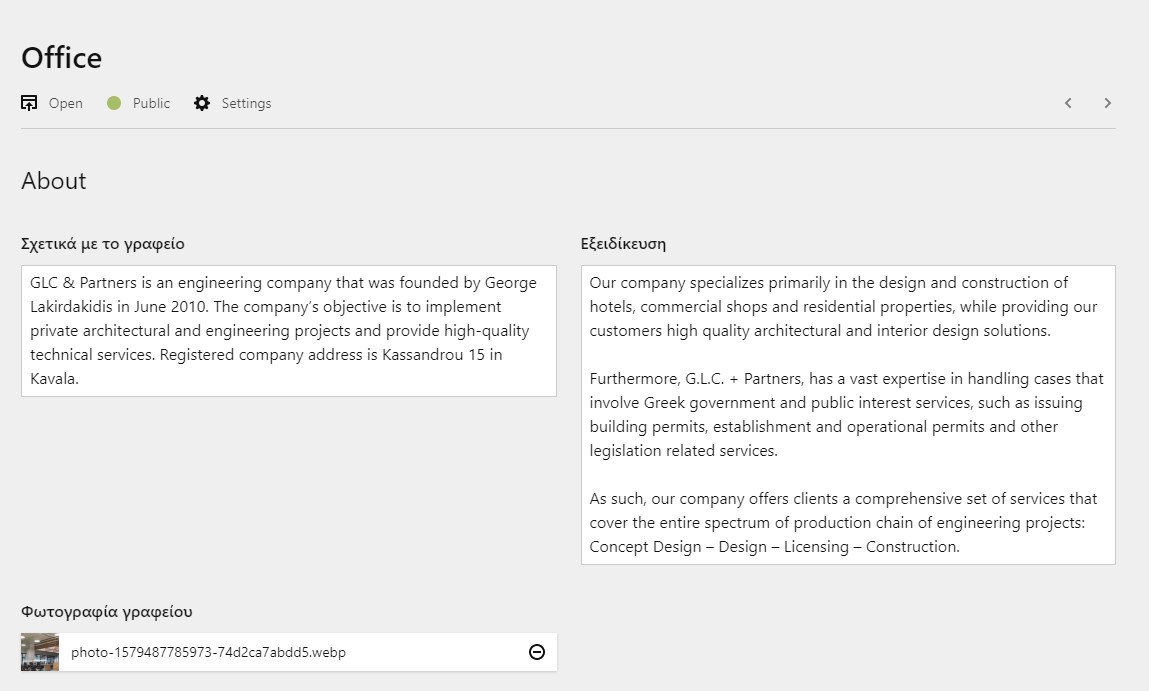 Office
Open Public Settings
About
Σχετικά με το γραφείο
GLC & Partners is an engineering company that was founded by George
Lakirdakidis in June 2010. The company’s objective is to implement
private architectural and engineering projects and provide high-quality
technical services. Registered company address is Kassandrou 15 in
Kavala.
Εξειδίκευση
Our company specializes primarily in the design and construction of
hotels, commercial shops and residential properties, while providing our
customers high quality architectural and interior design solutions.
Furthermore, G.L.C. + Partners, has a vast expertise in handling cases that
involve Greek government and public interest services, such as issuing
building permits, establishment and operational permits and other
legislation related services.
As such, our company offers clients a comprehensive set of services that
cover the entire spectrum of production chain of engineering projects:
Concept Design – Design – Licensing – Construction.
Φωτογραφία γραφείου
photo-1579487785973-74d2ca7abdd5.webp